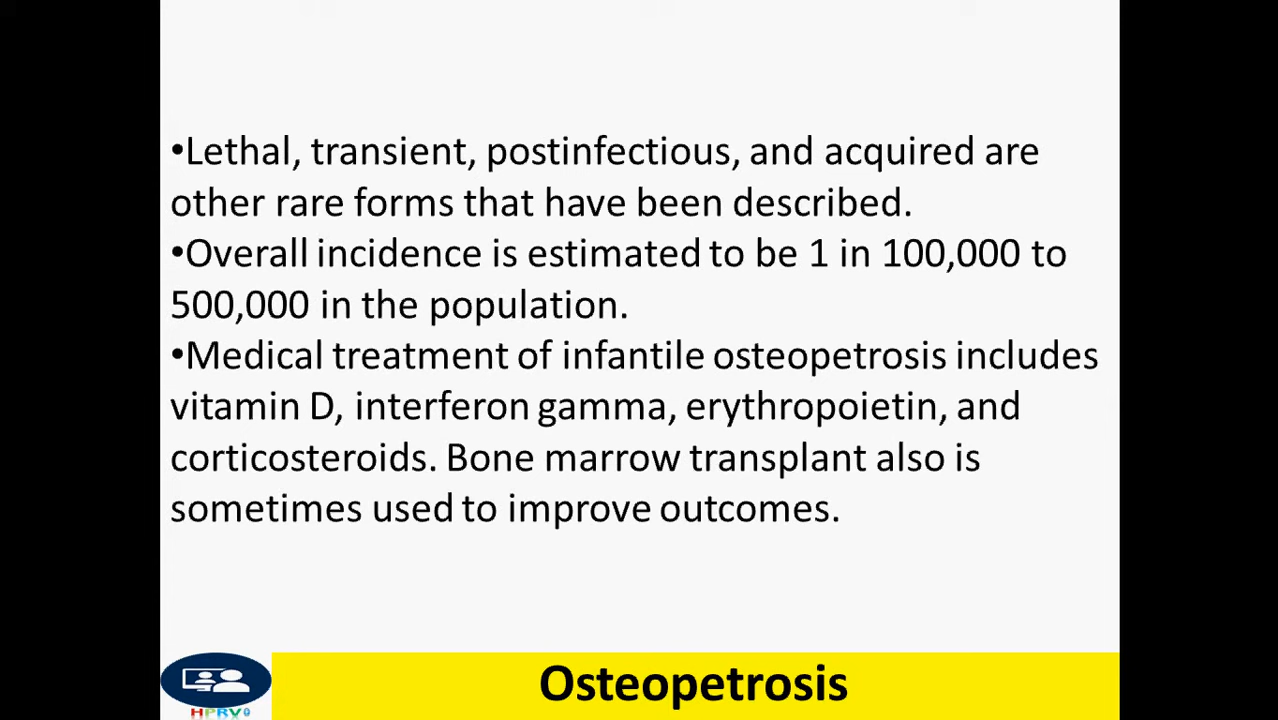 •Lethal, transient, postinfectious, and acquired are
other rare forms that have been described.
•Overall incidence is estimated to be 1 in 100,000 to
500,000 in the population.
•Medical treatment of infantile osteopetrosis includes
vitamin D, interferon gamma, erythropoietin, and
corticosteroids. Bone marrow transplant also is
sometimes used to improve outcomes.
HPRV
Osteopetrosis